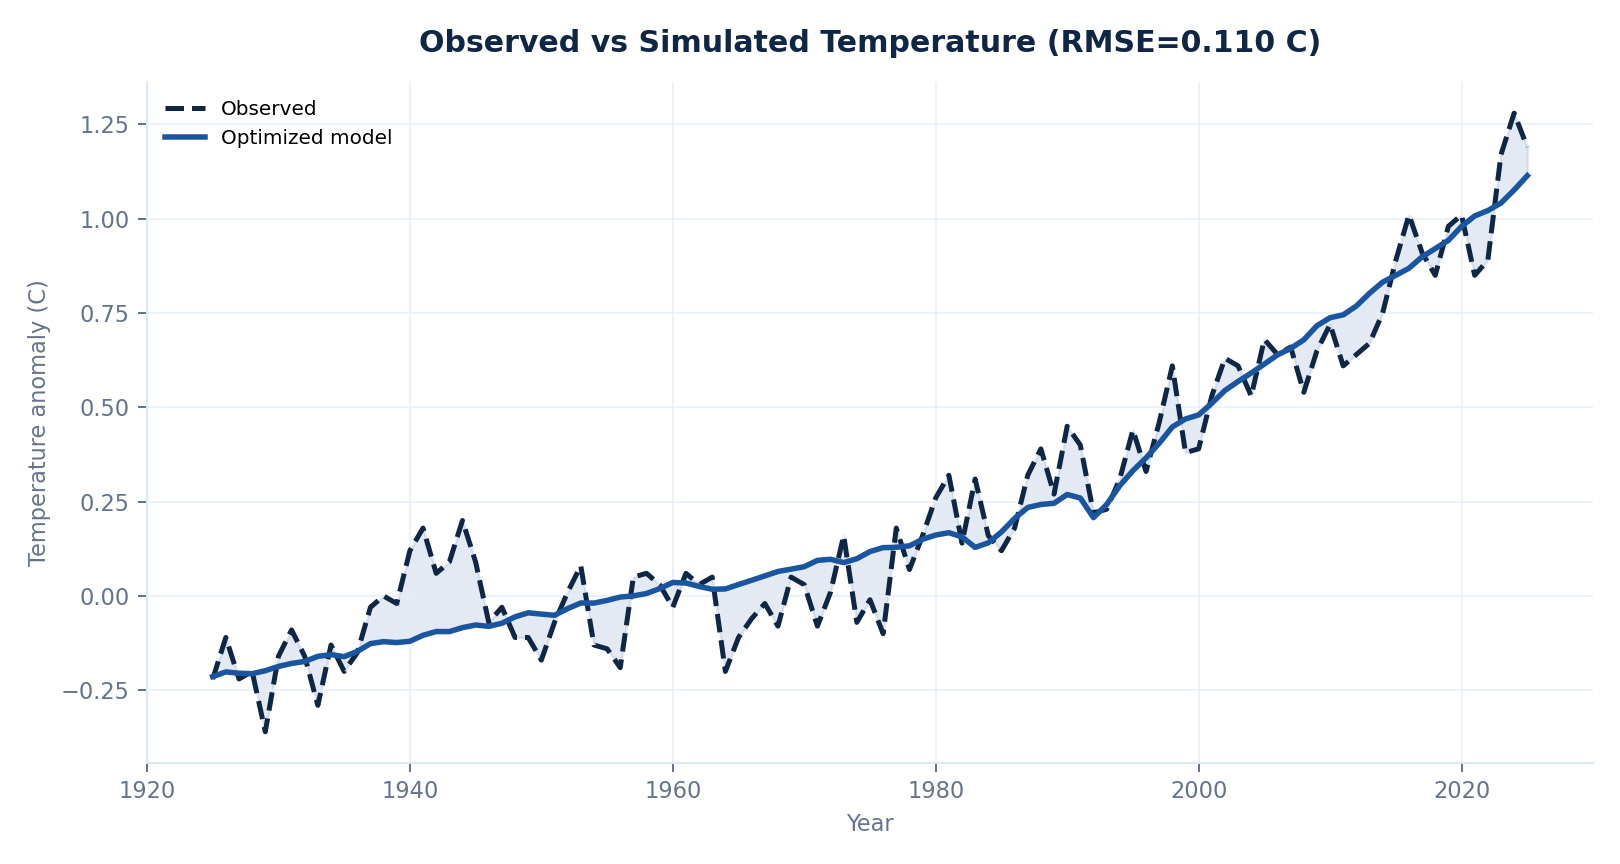 Observed vs Simulated Temperature (RMSE=0.110 C)
Observed
Optimized model
Temperature anomaly (C)
1.25
1.00
0.75
0.50
0.25
0.00
−0.25
1920 1940 1960 1980 2000 2020
Year